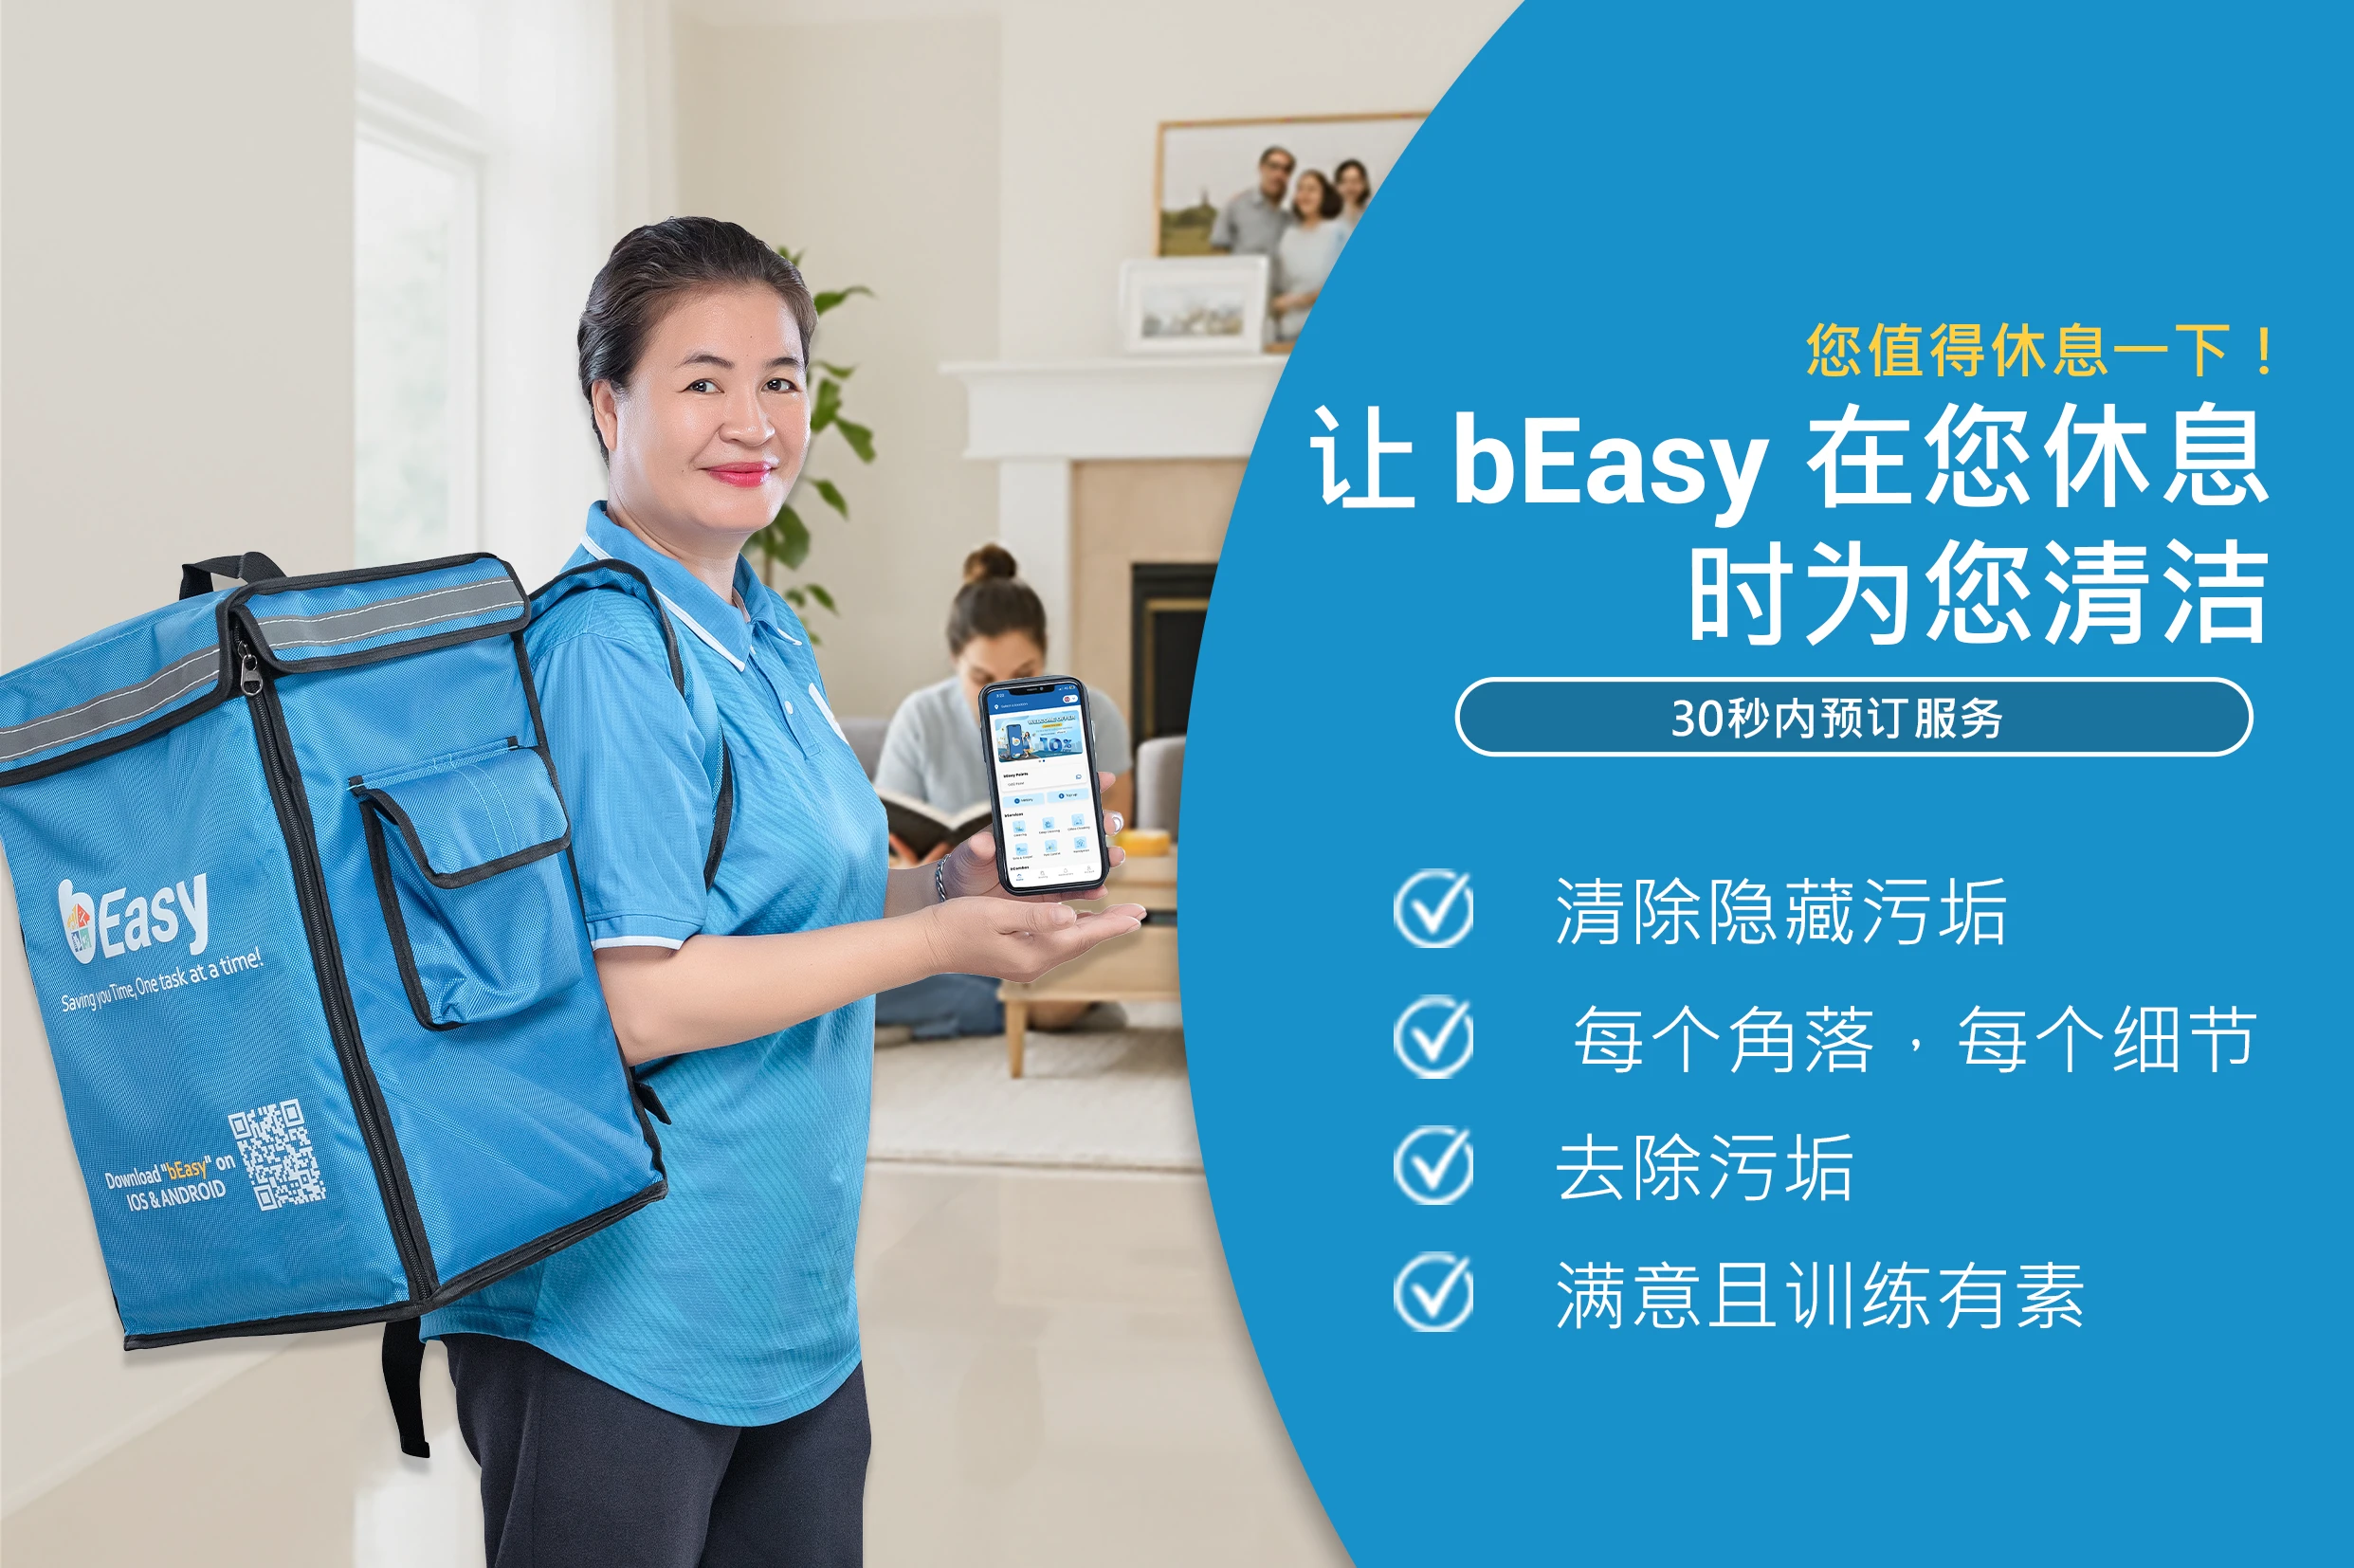 您值得休息一下！
让 bEasy 在您休息
时为您清洁
30秒内预订服务
清除隐藏污垢
每个角落，每个细节
去除污垢
满意且训练有素
bEasy
Saving you Time, One task at a time!
Download "bEasy" on
IOS & ANDROID